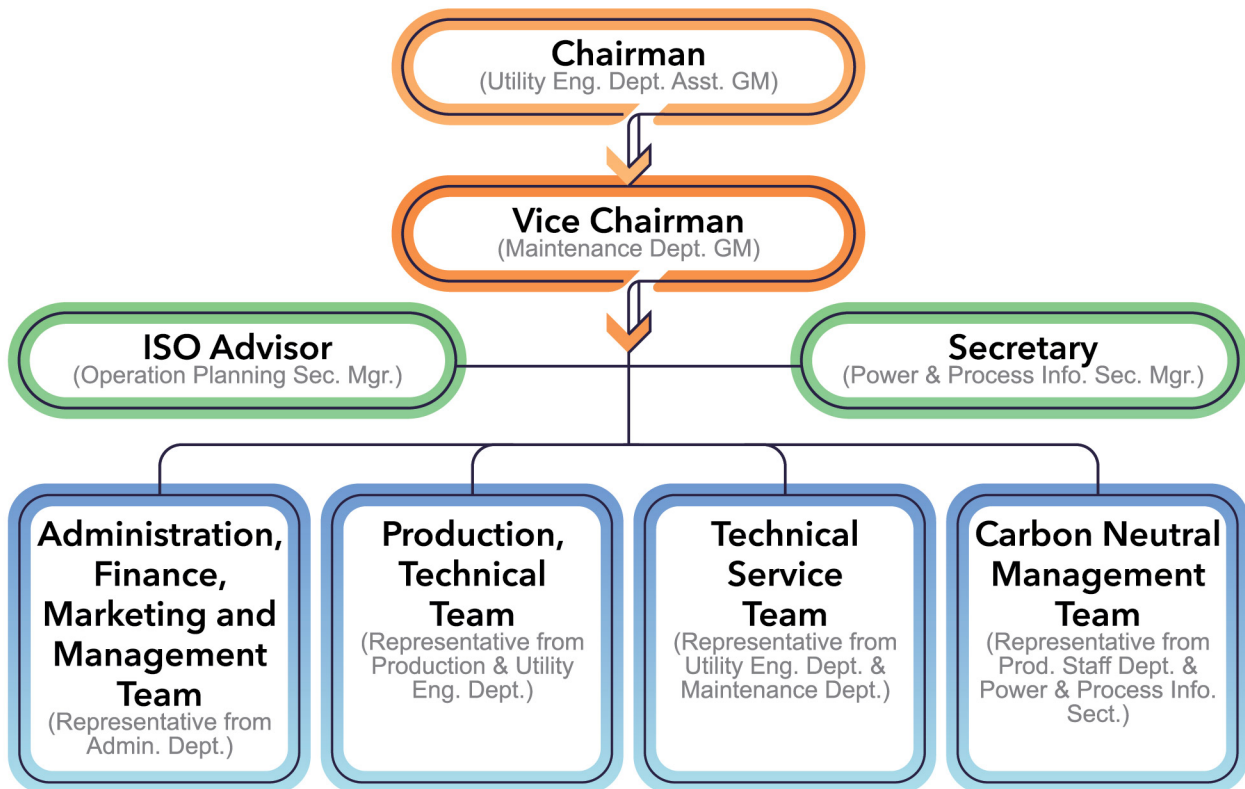 Chairman
(Utility Eng. Dept. Asst. GM)
Vice Chairman
(Maintenance Dept. GM)
ISO Advisor
(Operation Planning Sec. Mgr.)
Secretary
(Power & Process Info. Sec. Mgr.)
Administration,
Finance,
Marketing and
Management
Team
(Representative from
Admin. Dept.)
Production,
Technical
Team
(Representative from
Production & Utility
Eng. Dept.)
Technical
Service
Team
(Representative from
Utility Eng. Dept. &
Maintenance Dept.)
Carbon Neutral
Management
Team
(Representative from
Prod. Staff Dept. &
Power & Process Info.
Sect.)